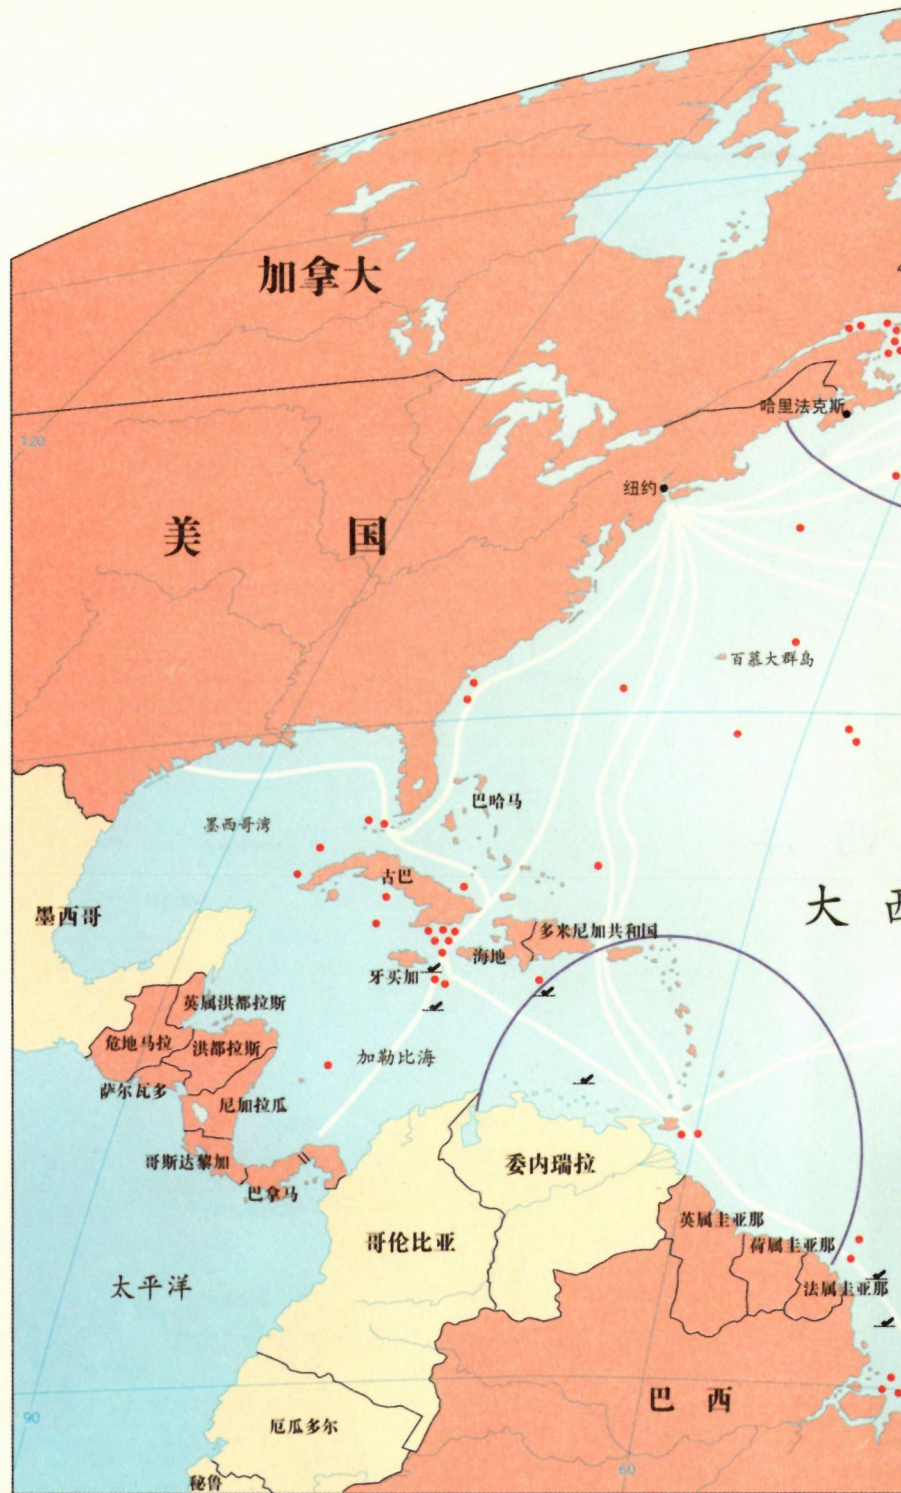 加拿大
哈里法克斯
120
纽约
美国
百慕大群岛
巴哈马
墨西哥湾
古巴
大
墨西哥
多米尼加共和国
海地
牙买加
英属洪都拉斯
危地马拉
洪都拉斯
加勒比海
萨尔瓦多
尼加拉瓜
哥斯达黎加
委内瑞拉
巴拿马
英属圭亚那
哥伦比亚
荷属圭亚那
太平洋
法属圭亚那
巴西
90
厄瓜多尔
60
秘鲁